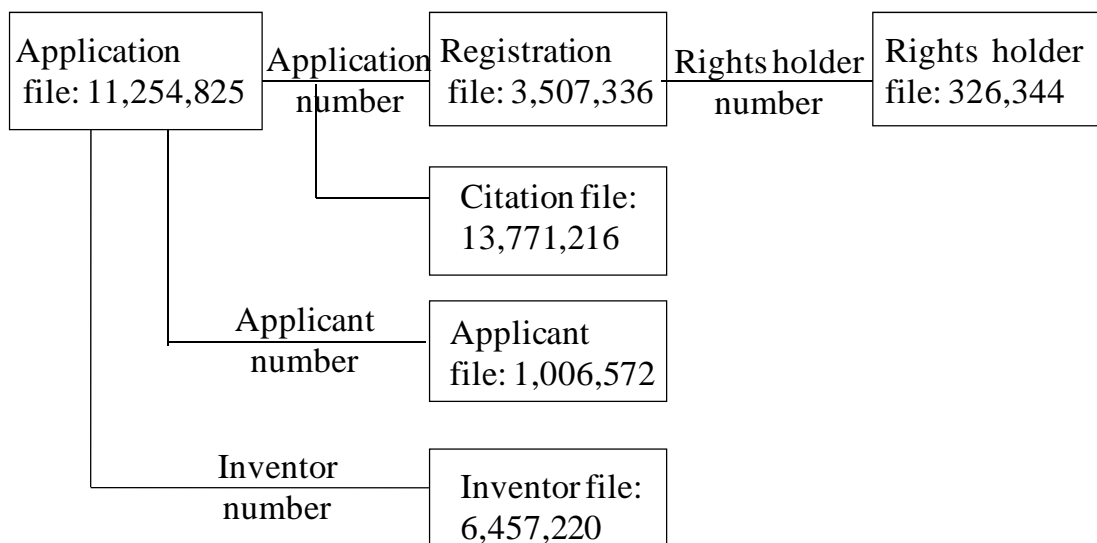 Application
file: 11,254,825
Application
number
Registration
file: 3,507,336
Rights holder
number
Rights holder
file: 326,344
Citation file:
13,771,216
Applicant
number
Applicant
file: 1,006,572
Inventor
number
Inventor file:
6,457,220